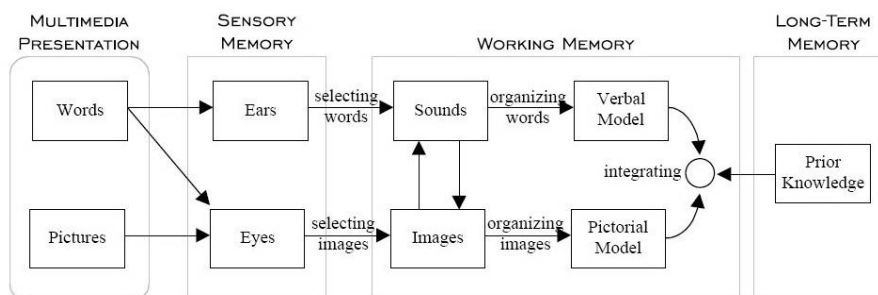 MULTIMEDIA
PRESENTATION
SENSORY
MEMORY
WORKING MEMORY
LONG-TERM
MEMORY
Words
Ears
selecting
words
Sounds
organizing
words
Verbal
Model
integrating
Prior
Knowledge
Pictures
Eyes
selecting
images
Images
organizing
images
Pictorial
Model